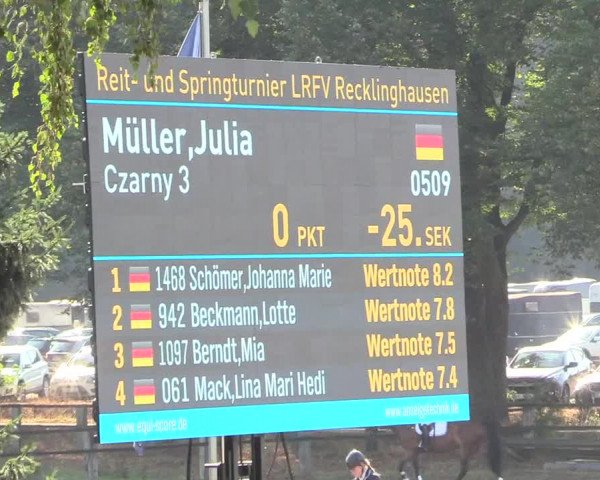 Reit- und Springturnier LRFV Recklinghausen
Müller,Julia
Czarny 3
0509
0 PKT -25. SEK
1 1468 Schömer,Johanna Marie Wertnote 8.2
2 942 Beckmann,Lotte Wertnote 7.8
3 1097 Berndt,Mia Wertnote 7.5
4 061 Mack,Lina Mari Hedi Wertnote 7.4
www.equi-score.de